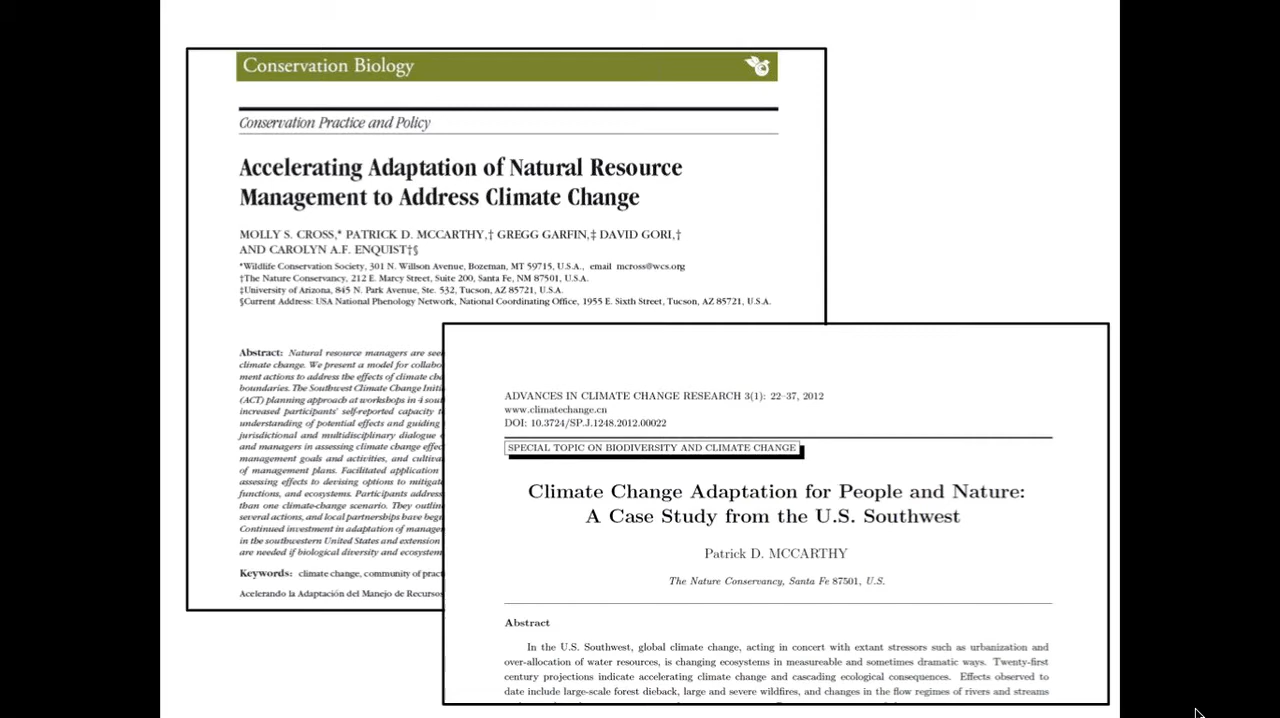 Conservation Biology
Conservation Practice and Policy
Accelerating Adaptation of Natural Resource
Management to Address Climate Change
MOLLY S. CROSS,* PATRICK D. MCCARTHY,† GREGG GARFIN,‡ DAVID GORI,†
AND CAROLYN A.F. ENQUIST†§
*Wildlife Conservation Society, 301 N. Willson Avenue, Bozeman, MT 59715, U.S.A., email mcross@wcs.org
†The Nature Conservancy, 212 E. Marcy Street, Suite 200, Santa Fe, NM 87501, U.S.A.
‡University of Arizona, 845 N. Park Avenue, Ste. 532, Tucson, AZ 85721, U.S.A.
§Current Address: USA National Phenology Network, National Coordinating Office, 1955 E. Sixth Street, Tucson, AZ 85721, U.S.A.
Abstract: Natural resource managers are
climate change. We present a model for
ment actions to address the effects of climate
boundaries. The Southwest Climate Change
(ACT) planning approach at workshops in 4
increased participants' self-reported capacity
understanding of potential effects and guiding
jurisdictional and multidisciplinary dialogue
and managers in assessing climate change
management goals and activities, and
of management plans. Facilitated application
assessing effects to devising options to
functions, and ecosystems. Participants
than one climate-change scenario. They
several actions, and local partnerships have
Continued investment in adaptation of
in the southwestern United States and extension
are needed if biological diversity and
Keywords: climate change, community of
Acelerando la Adaptación del Manejo de Recursos
ADVANCES IN CLIMATE CHANGE RESEARCH 3(1): 22–37, 2012
www.climatechange.cn
DOI: 10.3724/SP.J.1248.2012.00022
SPECIAL TOPIC ON BIODIVERSITY AND CLIMATE CHANGE
Climate Change Adaptation for People and Nature:
A Case Study from the U.S. Southwest
Patrick D. MCCARTHY
The Nature Conservancy, Santa Fe 87501, U.S.
Abstract
In the U.S. Southwest, global climate change, acting in concert with extant stressors such as urbanization and
over-allocation of water resources, is changing ecosystems in measureable and sometimes dramatic ways. Twenty-first
century projections indicate accelerating climate change and cascading ecological consequences. Effects observed to
date include large-scale forest dieback, large and severe wildfires, and changes in the flow regimes of rivers and streams